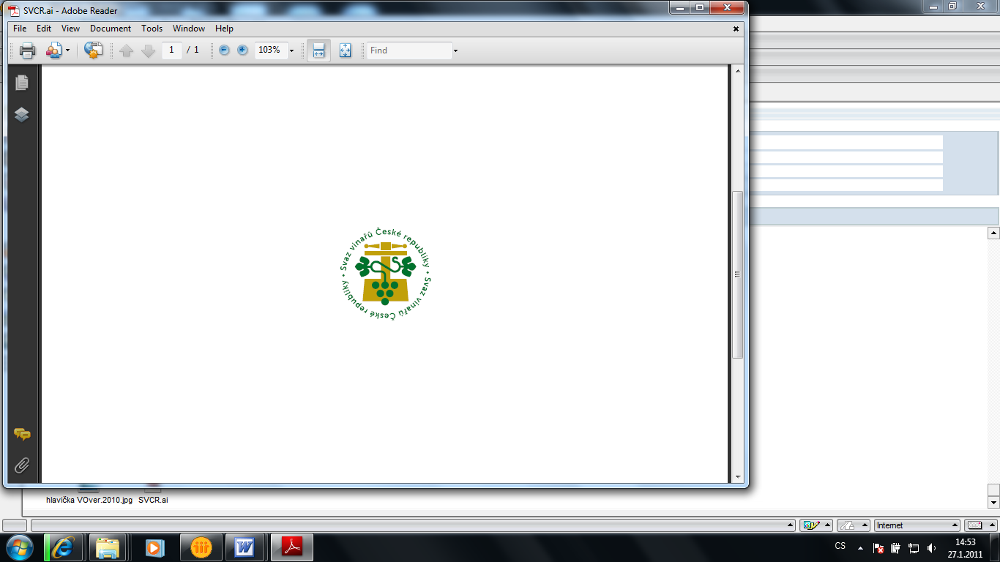 SVCR.ai - Adobe Reader
File Edit View Document Tools Window Help
1 / 1 103% Find
Svaz vinařů České republiky • Svaz vinařů České republiky •
hlavička VOver.2010.jpg SVCR.ai
Internet
CS 14:53
27.1.2011